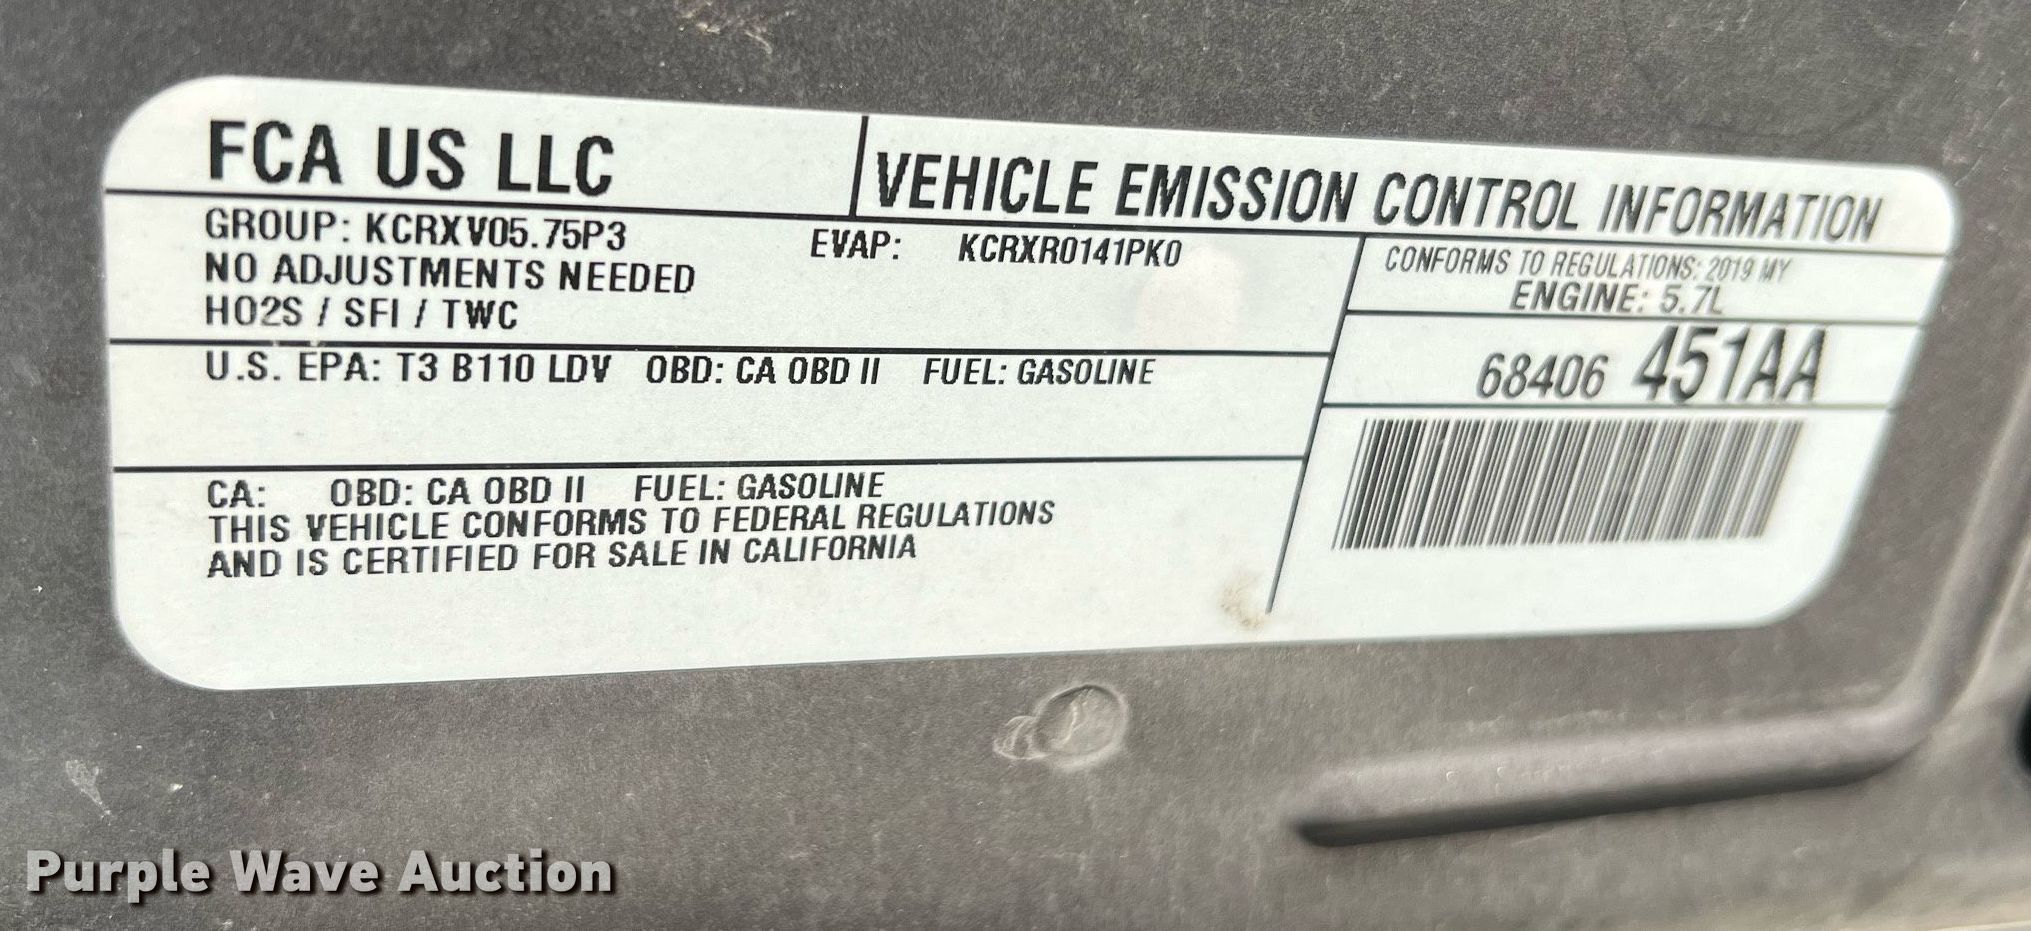 FCA US LLC
VEHICLE EMISSION CONTROL INFORMATION
GROUP: KCRXV05.75P3
EVAP: KCRXR0141PK0
NO ADJUSTMENTS NEEDED
HO2S / SFI / TWC
CONFORMS TO REGULATIONS: 2019 MY
ENGINE: 5.7L
U.S. EPA: T3 B110 LDV OBD: CA OBD II FUEL: GASOLINE
68406 451AA
CA: OBD: CA OBD II FUEL: GASOLINE
THIS VEHICLE CONFORMS TO FEDERAL REGULATIONS
AND IS CERTIFIED FOR SALE IN CALIFORNIA
Purple Wave Auction